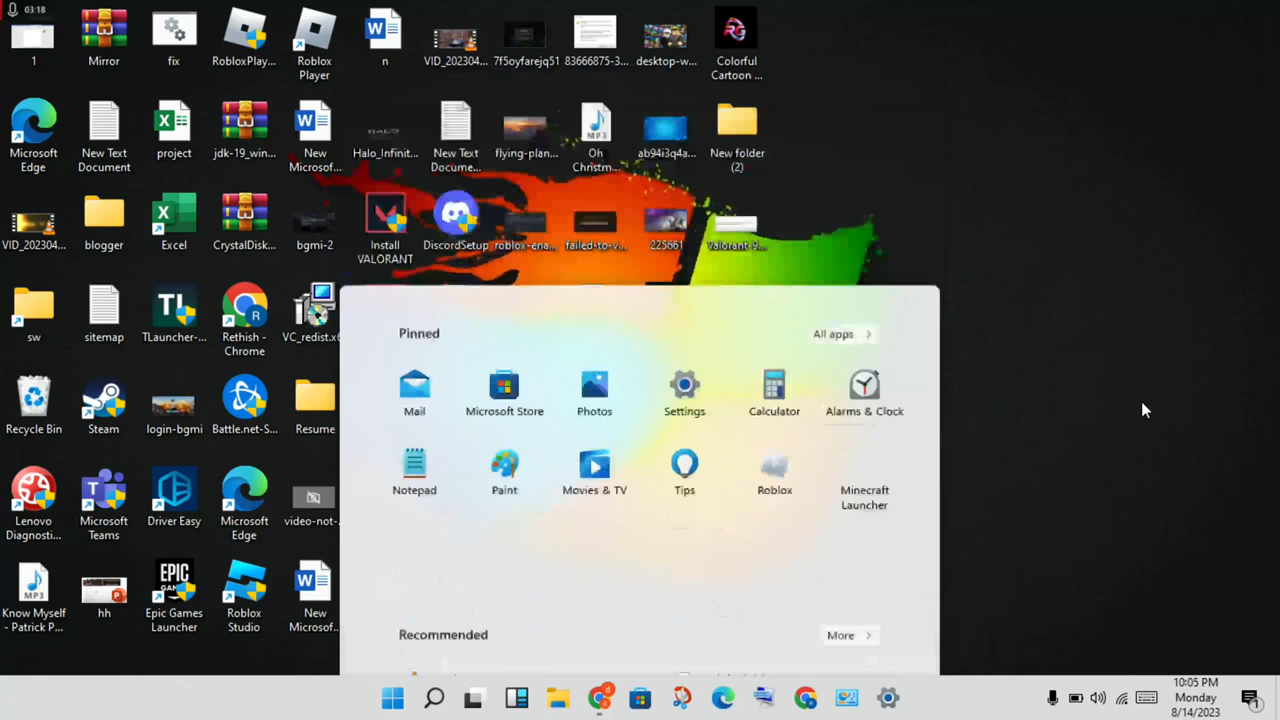 03:18
1
Mirror
fix
RobloxPlay...
Roblox
Player
n
VID_202304...
7f5oyfarejq51
83666875-3...
desktop-w...
Colorful
Cartoon ...
Microsoft
Edge
New Text
Document
project
jdk-19_win...
New
Microsof...
Halo_Infinit...
New Text
Docume...
flying-plan...
Oh
Christm...
ab94i3q4a...
New folder
(2)
VID_202304...
blogger
Excel
CrystalDisk...
bgmi-2
Install
VALORANT
DiscordSetup
roblox-ena...
failed-to-v...
225661
Valorant-9...
sw
sitemap
TLauncher-...
Rethish -
Chrome
VC_redist.x6
Recycle Bin
Steam
login-bgmi
Battle.net-S...
Resume
Lenovo
Diagnosti...
Microsoft
Teams
Driver Easy
Microsoft
Edge
video-not-
Know Myself
- Patrick P...
hh
Epic Games
Launcher
Roblox
Studio
New
Microsof...
Pinned
All apps
Mail
Microsoft Store
Photos
Settings
Calculator
Alarms & Clock
Notepad
Paint
Movies & TV
Tips
Roblox
Minecraft
Launcher
Recommended
More
10:05 PM
Monday
8/14/2023
1